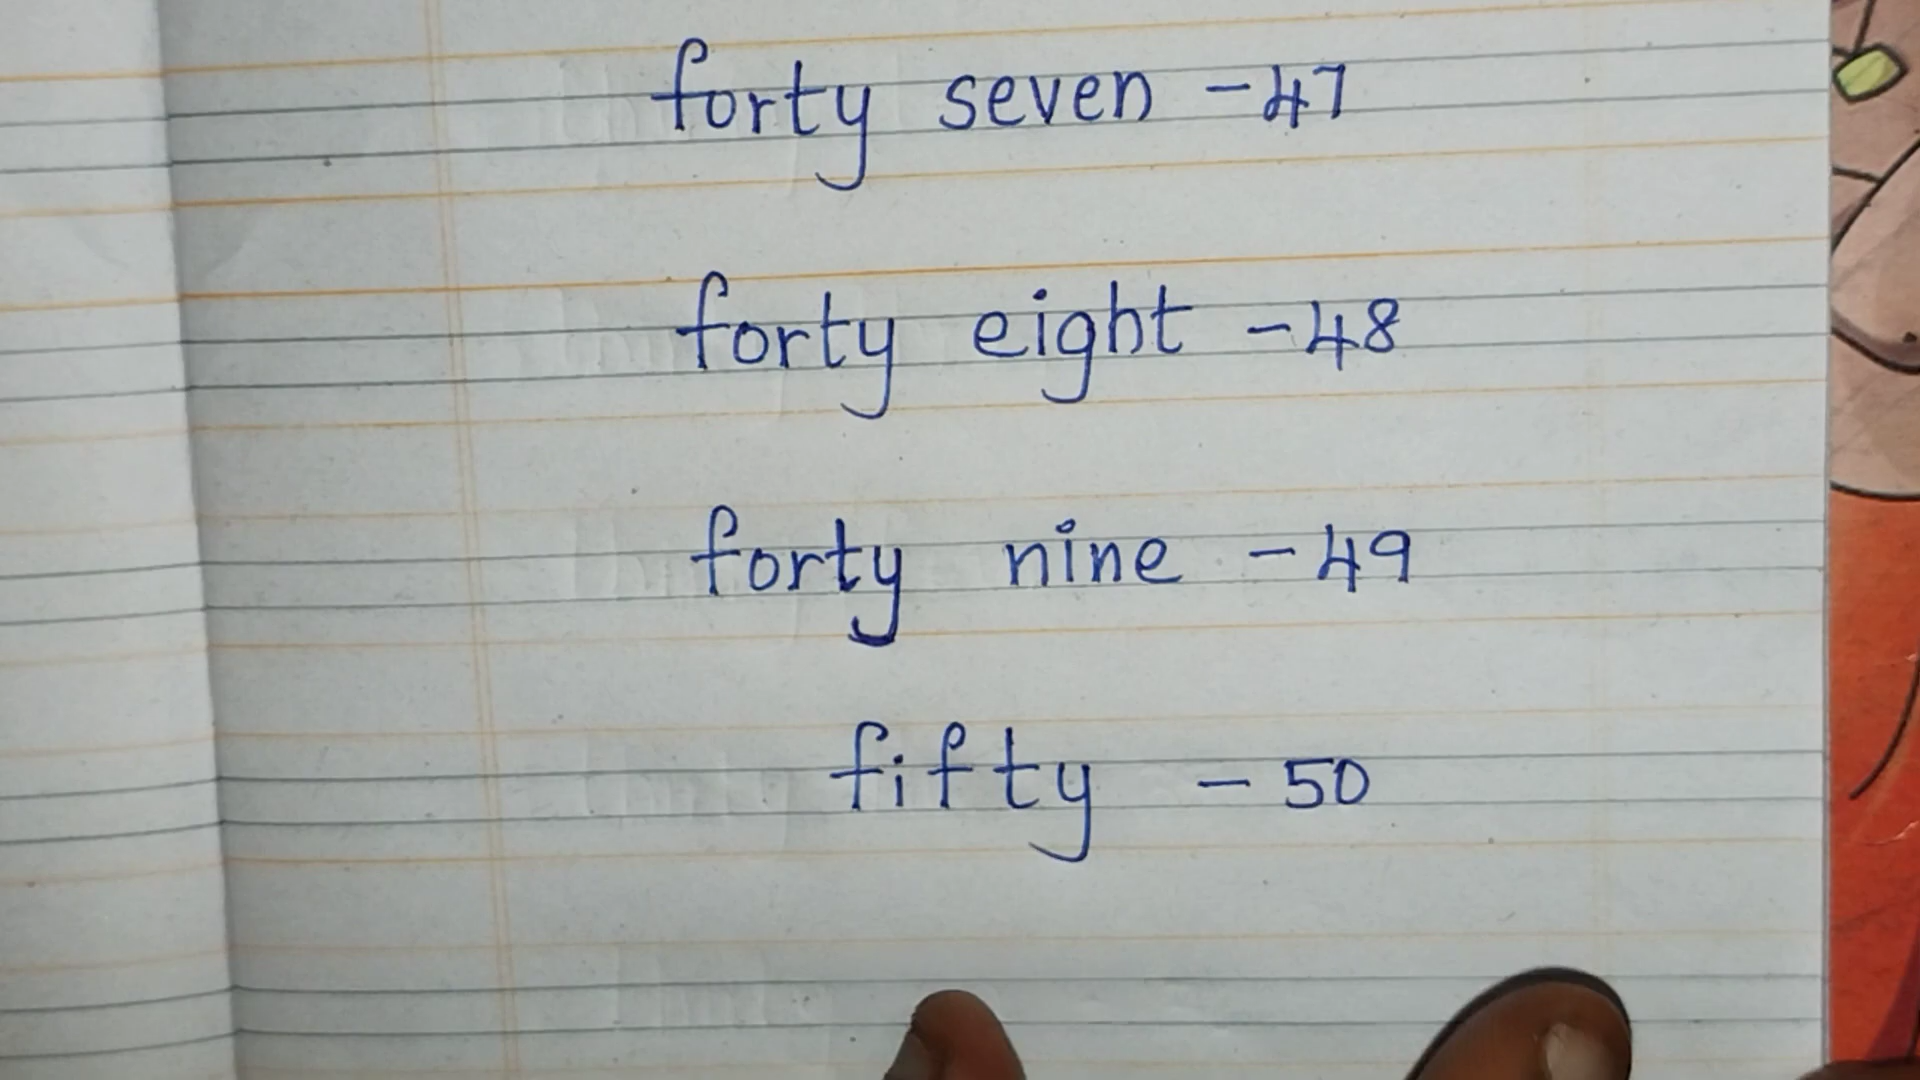 forty seven - 47
forty eight - 48
forty nine - 49
fifty - 50